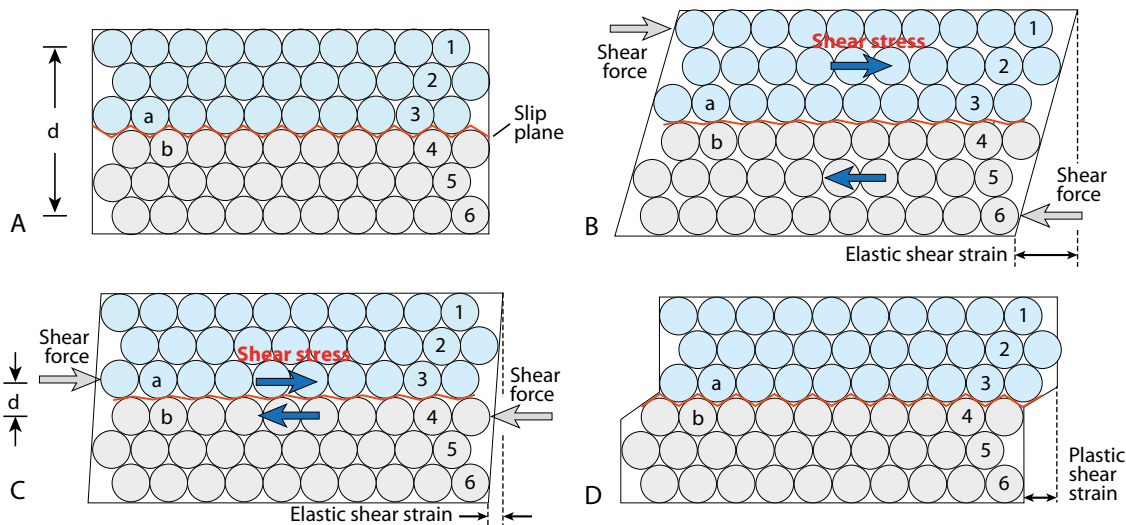 1
2
a
3
d
b
4
5
6
A
Slip
plane
Shear
force
Shear stress
1
2
a
3
b
4
5
6
B
Shear
force
Elastic shear strain
1
2
Shear
force
Shear stress
a
3
d
b
4
5
6
C
Shear
force
Elastic shear strain
1
2
a
3
b
4
5
6
D
Plastic
shear
strain